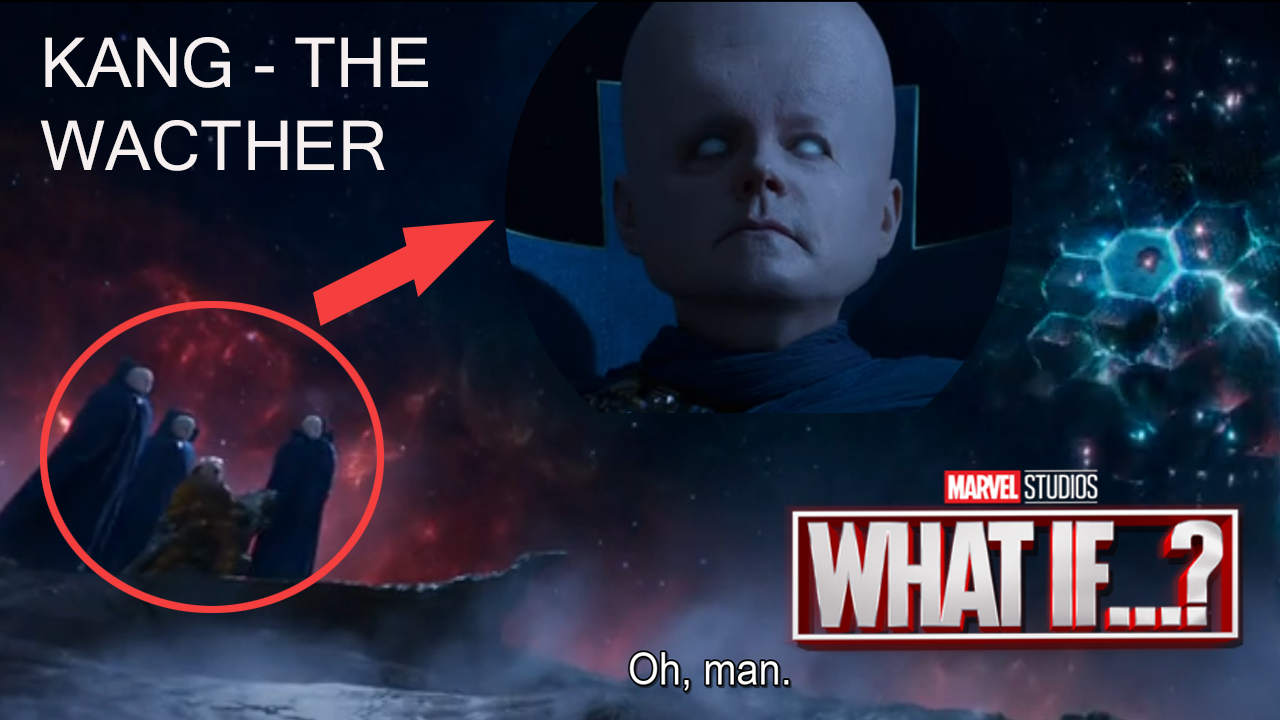 KANG - THE
WACTHER
MARVEL STUDIOS
WHAT IF...?
Oh, man.